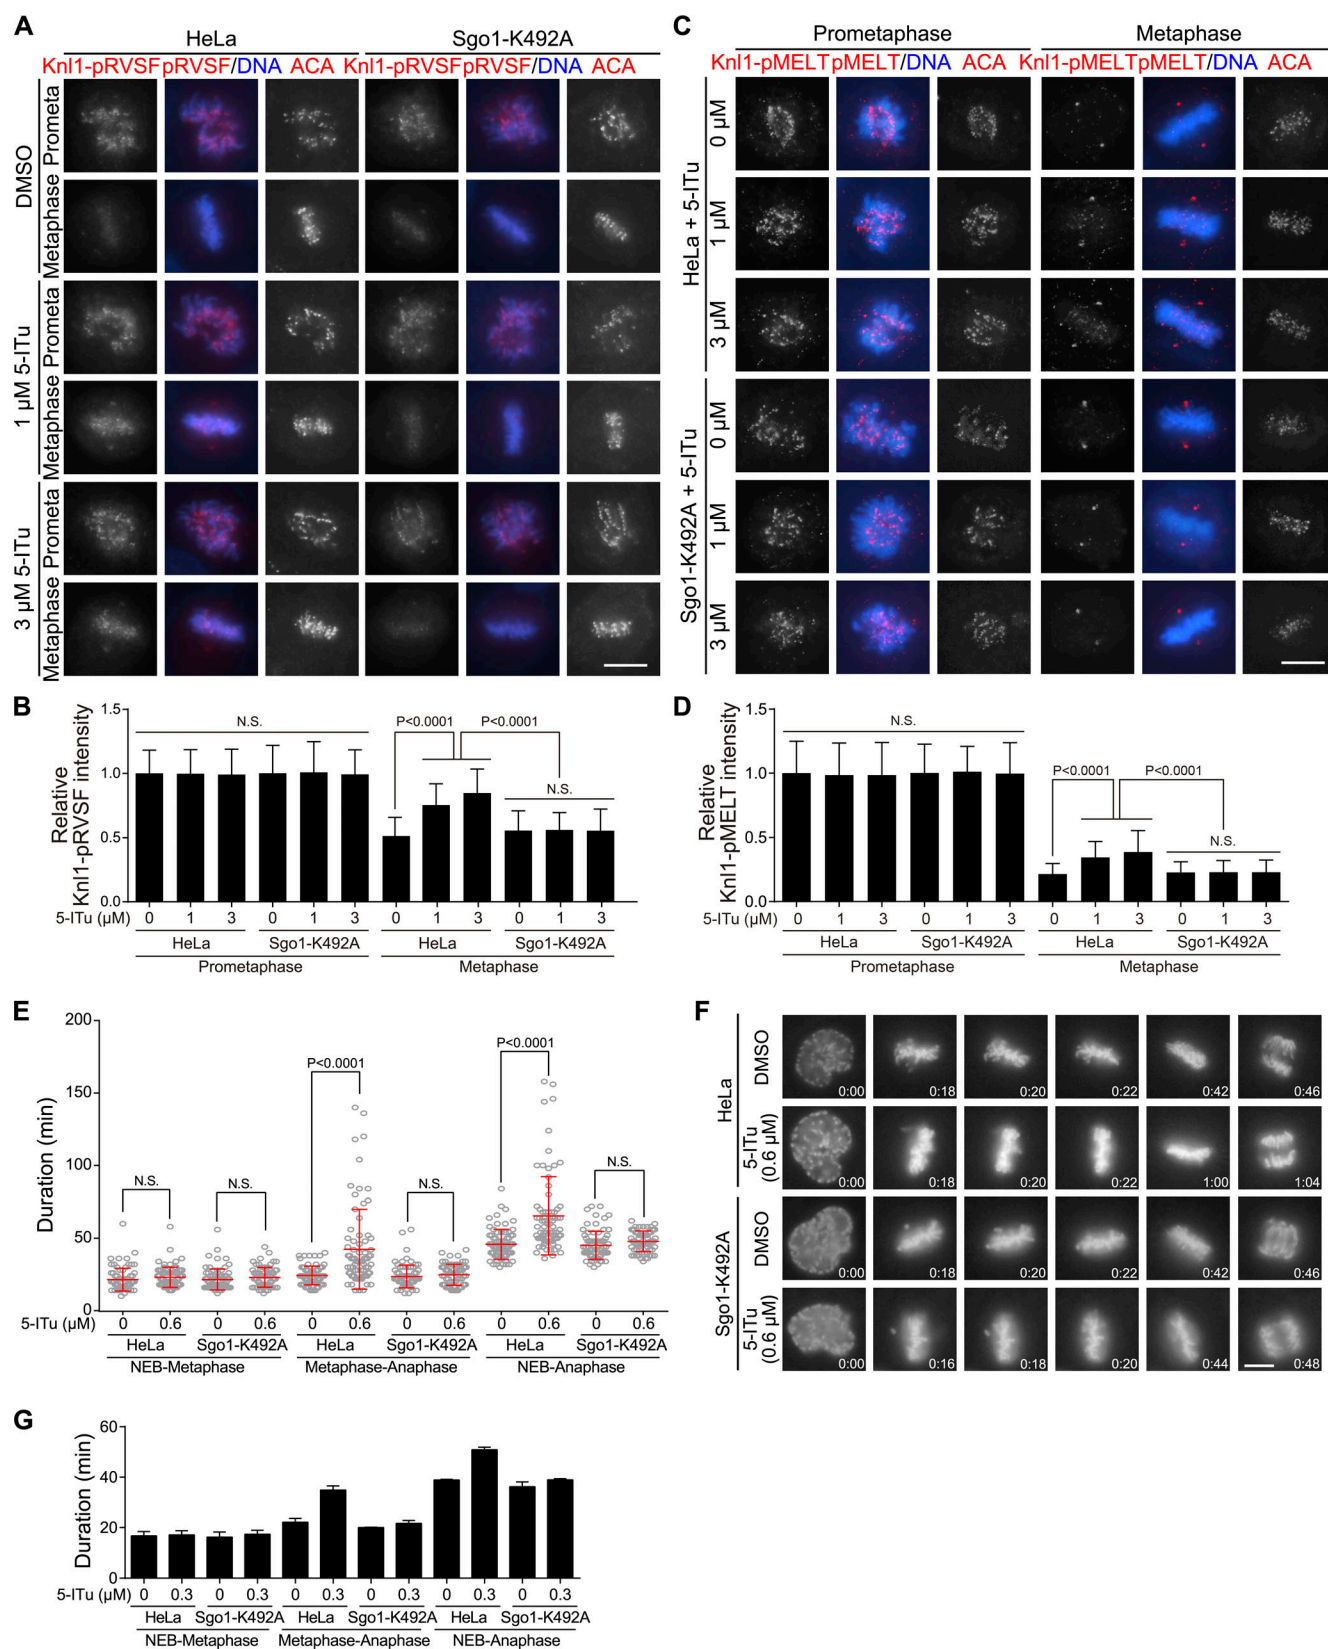 A
HeLa
Sgo1-K492A
Knl1-pRVSF pRVSF/DNA ACA Knl1-pRVSF pRVSF/DNA ACA
DMSO
Prometa
Metaphase
1 µM 5-ITu
Prometa
Metaphase
3 µM 5-ITu
Prometa
Metaphase
C
Prometaphase
Metaphase
Knl1-pMELT pMELT/DNA ACA Knl1-pMELT pMELT/DNA ACA
HeLa + 5-ITu
0 µM
1 µM
3 µM
Sgo1-K492A + 5-ITu
0 µM
1 µM
3 µM
B
Relative
Knl1-pRVSF intensity
1.5
1.0
0.5
0.0
N.S.
P<0.0001
P<0.0001
N.S.
5-ITu (µM) 0 1 3 0 1 3 0 1 3 0 1 3
HeLa Sgo1-K492A HeLa Sgo1-K492A
Prometaphase Metaphase
D
Relative
Knl1-pMELT intensity
1.5
1.0
0.5
0.0
N.S.
P<0.0001
P<0.0001
N.S.
5-ITu (µM) 0 1 3 0 1 3 0 1 3 0 1 3
HeLa Sgo1-K492A HeLa Sgo1-K492A
Prometaphase Metaphase
E
Duration (min)
200
150
100
50
0
N.S.
N.S.
P<0.0001
N.S.
P<0.0001
N.S.
5-ITu (µM) 0 0.6 0 0.6 0 0.6 0 0.6 0 0.6 0 0.6
HeLa Sgo1-K492A HeLa Sgo1-K492A HeLa Sgo1-K492A
NEB-Metaphase Metaphase-Anaphase NEB-Anaphase
F
HeLa
DMSO
0:00 0:18 0:20 0:22 0:42 0:46
5-ITu
(0.6 µM)
0:00 0:18 0:20 0:22 1:00 1:04
Sgo1-K492A
DMSO
0:00 0:18 0:20 0:22 0:42 0:46
5-ITu
(0.6 µM)
0:00 0:16 0:18 0:20 0:44 0:48
G
Duration (min)
60
40
20
0
5-ITu (µM) 0 0.3 0 0.3 0 0.3 0 0.3 0 0.3 0 0.3
HeLa Sgo1-K492A HeLa Sgo1-K492A HeLa Sgo1-K492A
NEB-Metaphase Metaphase-Anaphase NEB-Anaphase